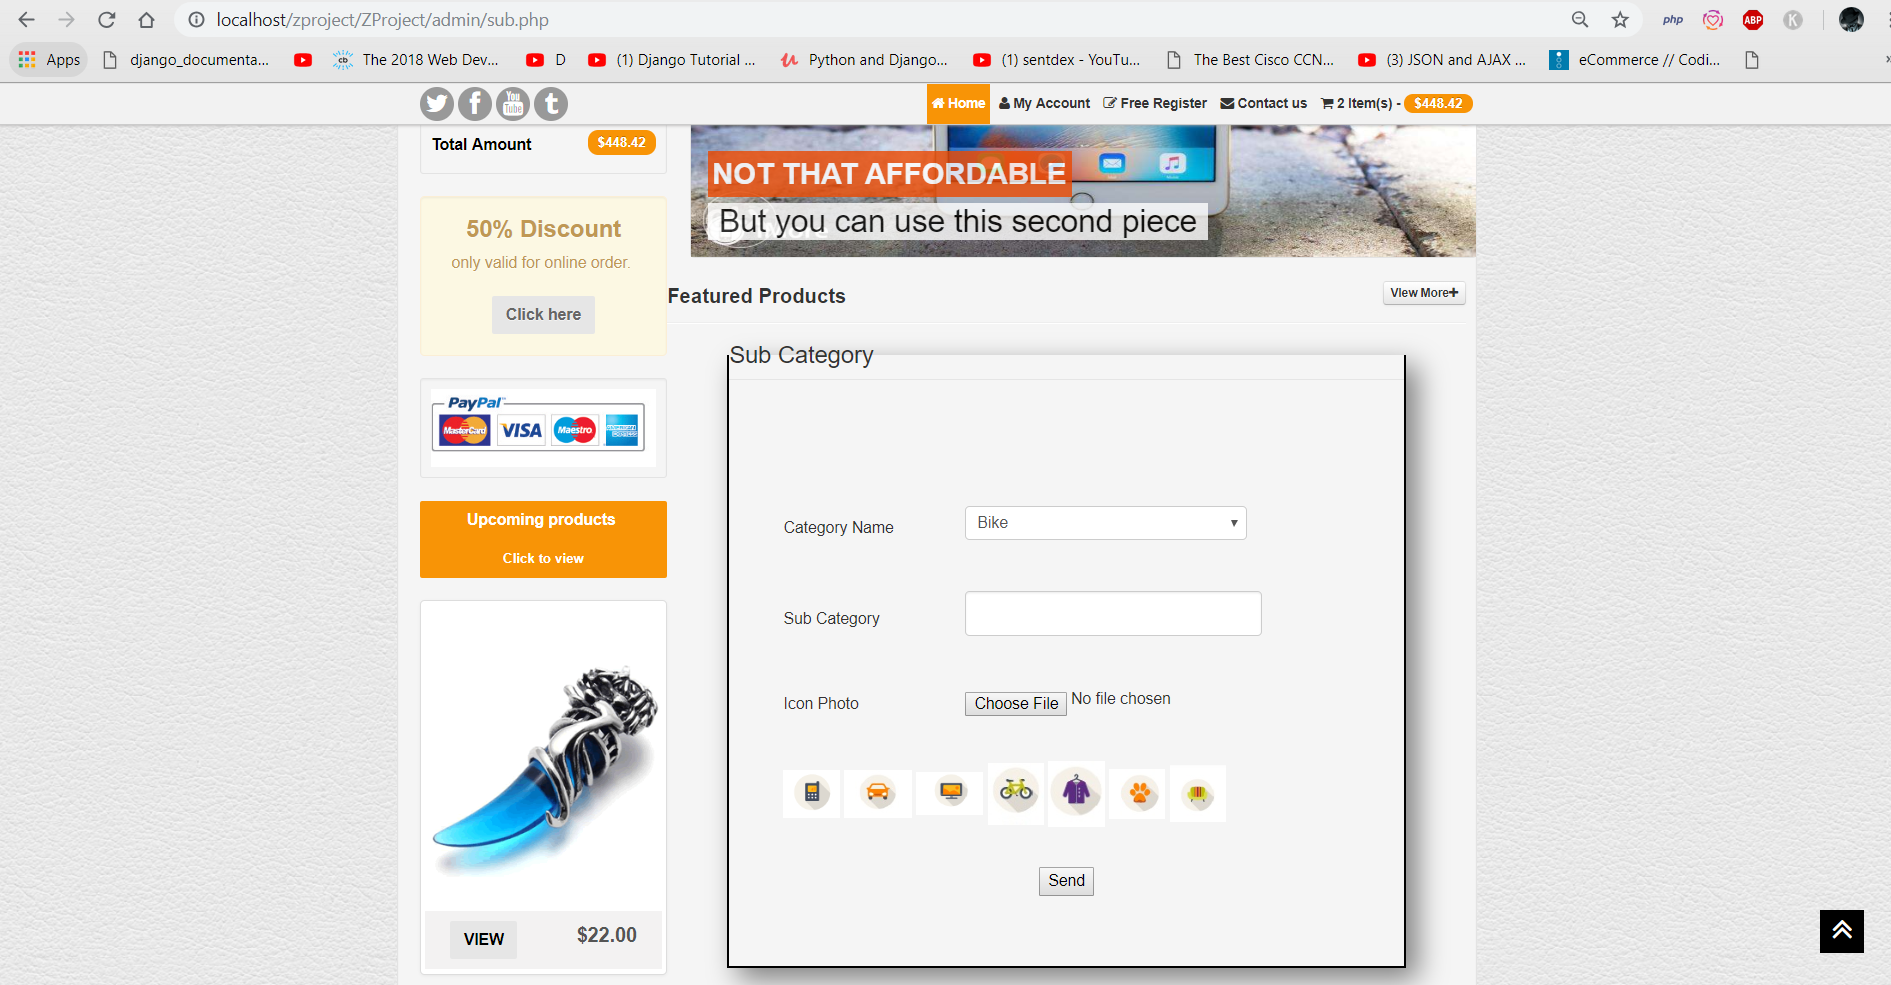 localhost/zproject/ZProject/admin/sub.php
php
ABP
K
Apps
django_documenta...
cb
The 2018 Web Dev...
D
(1) Django Tutorial ...
Python and Django...
(1) sentdex - YouTu...
The Best Cisco CCN...
(3) JSON and AJAX ...
eCommerce // Codi...
You
Tube
Home
My Account
Free Register
Contact us
2 Item(s) - $448.42
Total Amount $448.42
NOT THAT AFFORDABLE
But you can use this second piece
50% Discount
only valid for online order.
Click here
Featured Products
VIew More+
Sub Category
PayPal
MasterCard
VISA
Maestro
AMERICAN
EXPRESS
Upcoming products
Click to view
Category Name
Bike
Sub Category
Icon Photo
Choose File No file chosen
Send
VIEW
$22.00